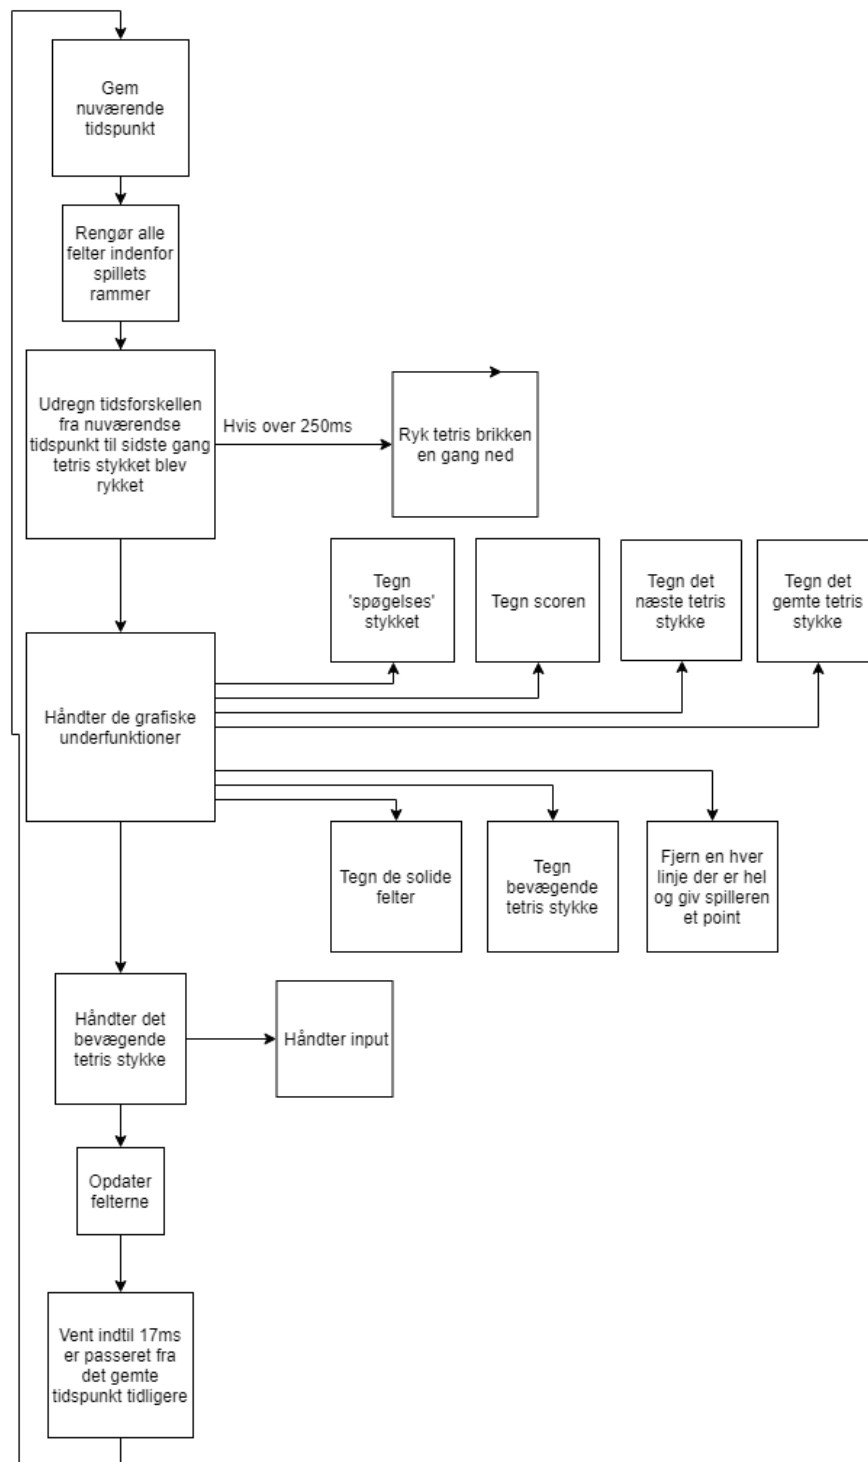 Gem
nuværende
tidspunkt
Rengør alle
felter indenfor
spillets
rammer
Udregn tidsforskellen
fra nuværendse
tidspunkt til sidste gang
tetris stykket blev
rykket
Hvis over 250ms
Ryk tetris brikken
en gang ned
Tegn
'spøgelses'
stykket
Tegn scoren
Tegn det
næste tetris
stykke
Tegn det
gemte tetris
stykke
Håndter de grafiske
underfunktioner
Tegn de solide
felter
Tegn
bevægende
tetris stykke
Fjern en hver
linje der er hel
og giv spilleren
et point
Håndter det
bevægende
tetris stykke
Håndter input
Opdater
felterne
Vent indtil 17ms
er passeret fra
det gemte
tidspunkt tidligere